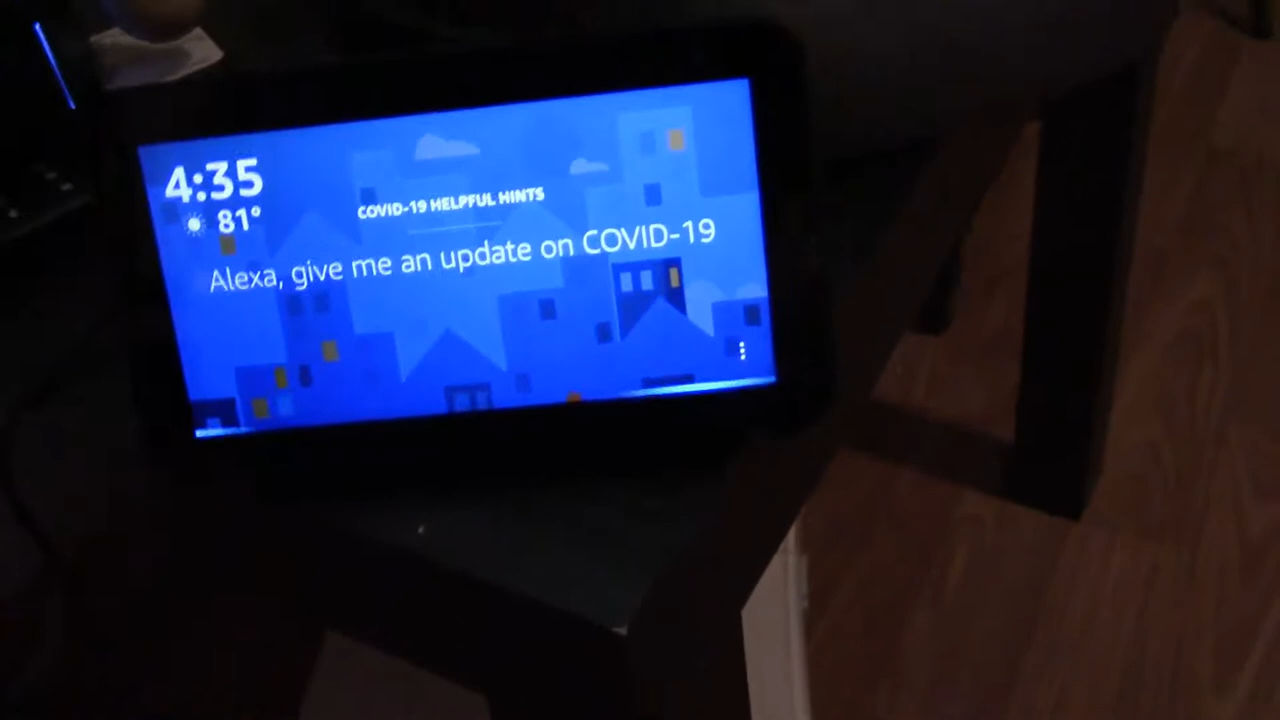 4:35
81°
COVID-19 HELPFUL HINTS
Alexa, give me an update on COVID-19